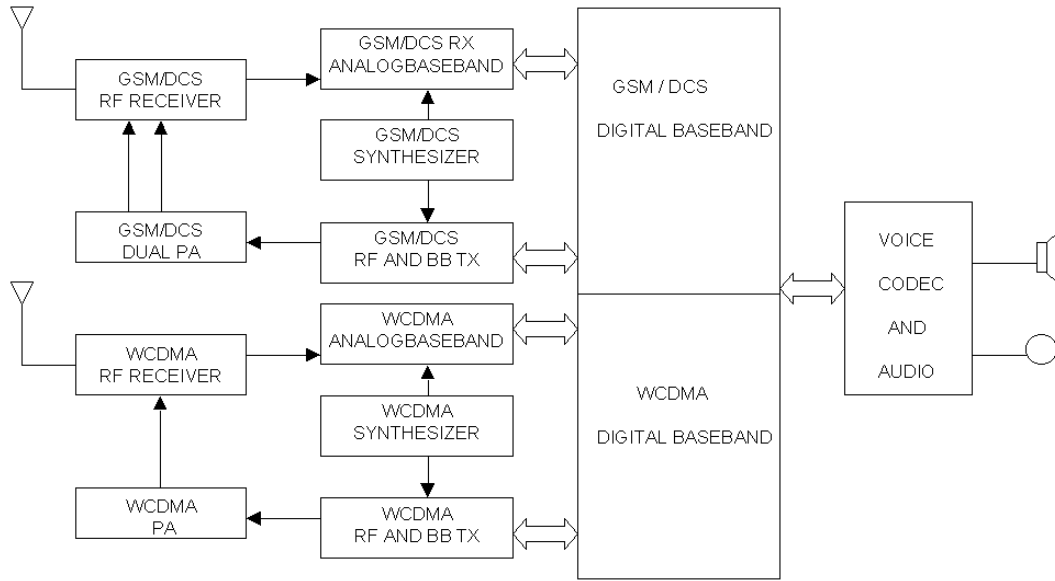 GSM/DCS
RF RECEIVER
GSM/DCS RX
ANALOGBASEBAND
GSM/DCS
SYNTHESIZER
GSM/DCS
DUAL PA
GSM/DCS
RF AND BB TX
GSM / DCS
DIGITAL BASEBAND
WCDMA
RF RECEIVER
WCDMA
ANALOGBASEBAND
WCDMA
SYNTHESIZER
WCDMA
PA
WCDMA
RF AND BB TX
WCDMA
DIGITAL BASEBAND
VOICE
CODEC
AND
AUDIO